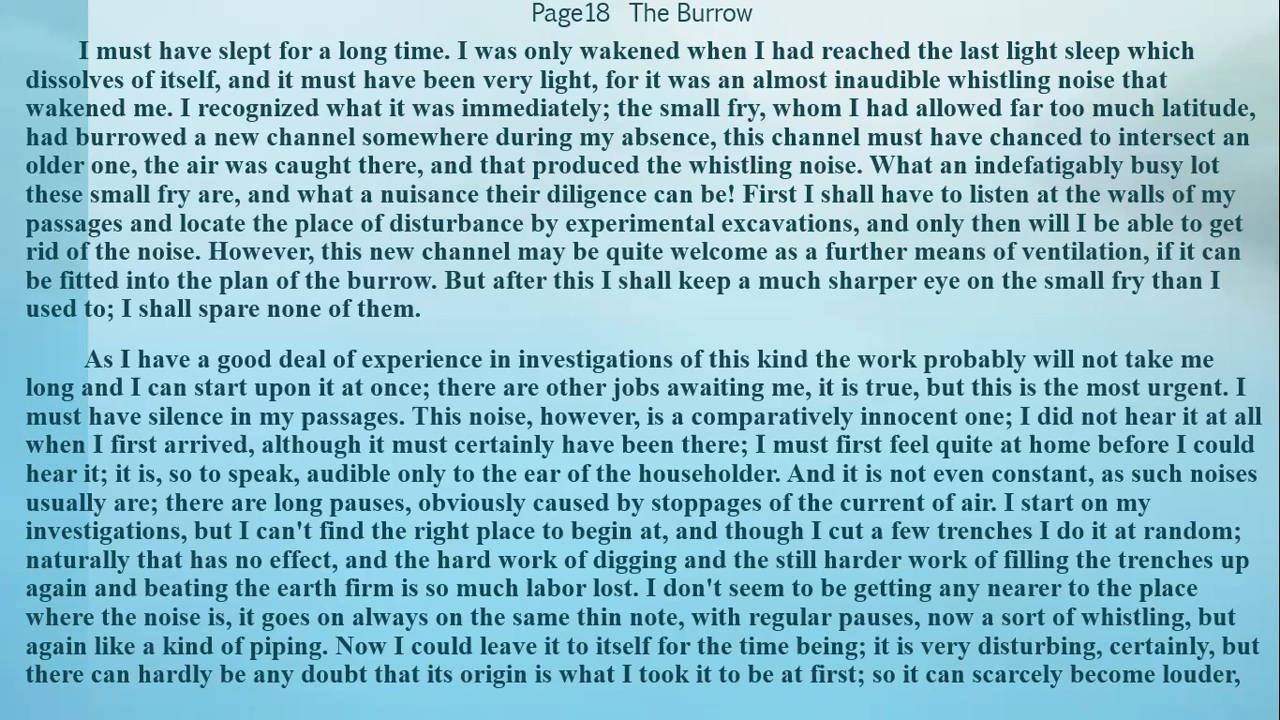 Page18 The Burrow
I must have slept for a long time. I was only wakened when I had reached the last light sleep which
dissolves of itself, and it must have been very light, for it was an almost inaudible whistling noise that
wakened me. I recognized what it was immediately; the small fry, whom I had allowed far too much latitude,
had burrowed a new channel somewhere during my absence, this channel must have chanced to intersect an
older one, the air was caught there, and that produced the whistling noise. What an indefatigably busy lot
these small fry are, and what a nuisance their diligence can be! First I shall have to listen at the walls of my
passages and locate the place of disturbance by experimental excavations, and only then will I be able to get
rid of the noise. However, this new channel may be quite welcome as a further means of ventilation, if it can
be fitted into the plan of the burrow. But after this I shall keep a much sharper eye on the small fry than I
used to; I shall spare none of them.
As I have a good deal of experience in investigations of this kind the work probably will not take me
long and I can start upon it at once; there are other jobs awaiting me, it is true, but this is the most urgent. I
must have silence in my passages. This noise, however, is a comparatively innocent one; I did not hear it at all
when I first arrived, although it must certainly have been there; I must first feel quite at home before I could
hear it; it is, so to speak, audible only to the ear of the householder. And it is not even constant, as such noises
usually are; there are long pauses, obviously caused by stoppages of the current of air. I start on my
investigations, but I can't find the right place to begin at, and though I cut a few trenches I do it at random;
naturally that has no effect, and the hard work of digging and the still harder work of filling the trenches up
again and beating the earth firm is so much labor lost. I don't seem to be getting any nearer to the place
where the noise is, it goes on always on the same thin note, with regular pauses, now a sort of whistling, but
again like a kind of piping. Now I could leave it to itself for the time being; it is very disturbing, certainly, but
there can hardly be any doubt that its origin is what I took it to be at first; so it can scarcely become louder,